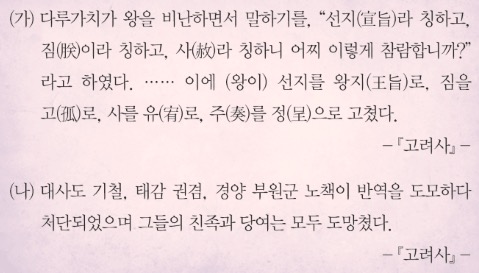 (가) 다루가치가 왕을 비난하면서 말하기를, “선지(宣旨)라 칭하고,
짐(朕)이라 칭하고, 사(赦)라 칭하니 어찌 이렇게 참람합니까?”
라고 하였다. …… 이에 (왕이) 선지를 왕지(王旨)로, 짐을
고(孤)로, 사를 유(宥)로, 주(奏)를 정(呈)으로 고쳤다.
–『고려사』–
(나) 대사도 기철, 태감 권겸, 경양 부원군 노책이 반역을 도모하다
처단되었으며 그들의 친족과 당여는 모두 도망쳤다.
–『고려사』–